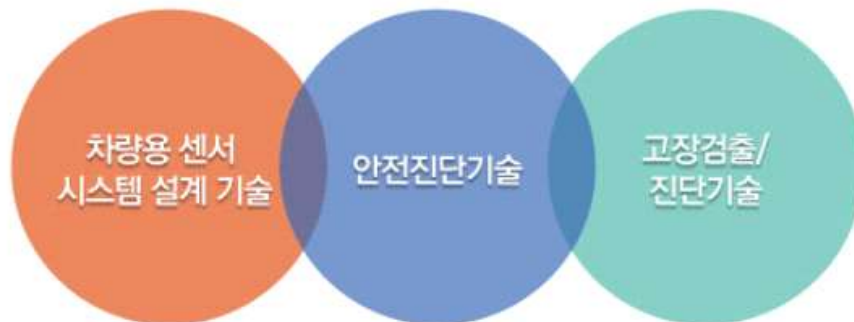 차량용 센서
시스템 설계 기술
안전진단기술
고장검출/
진단기술